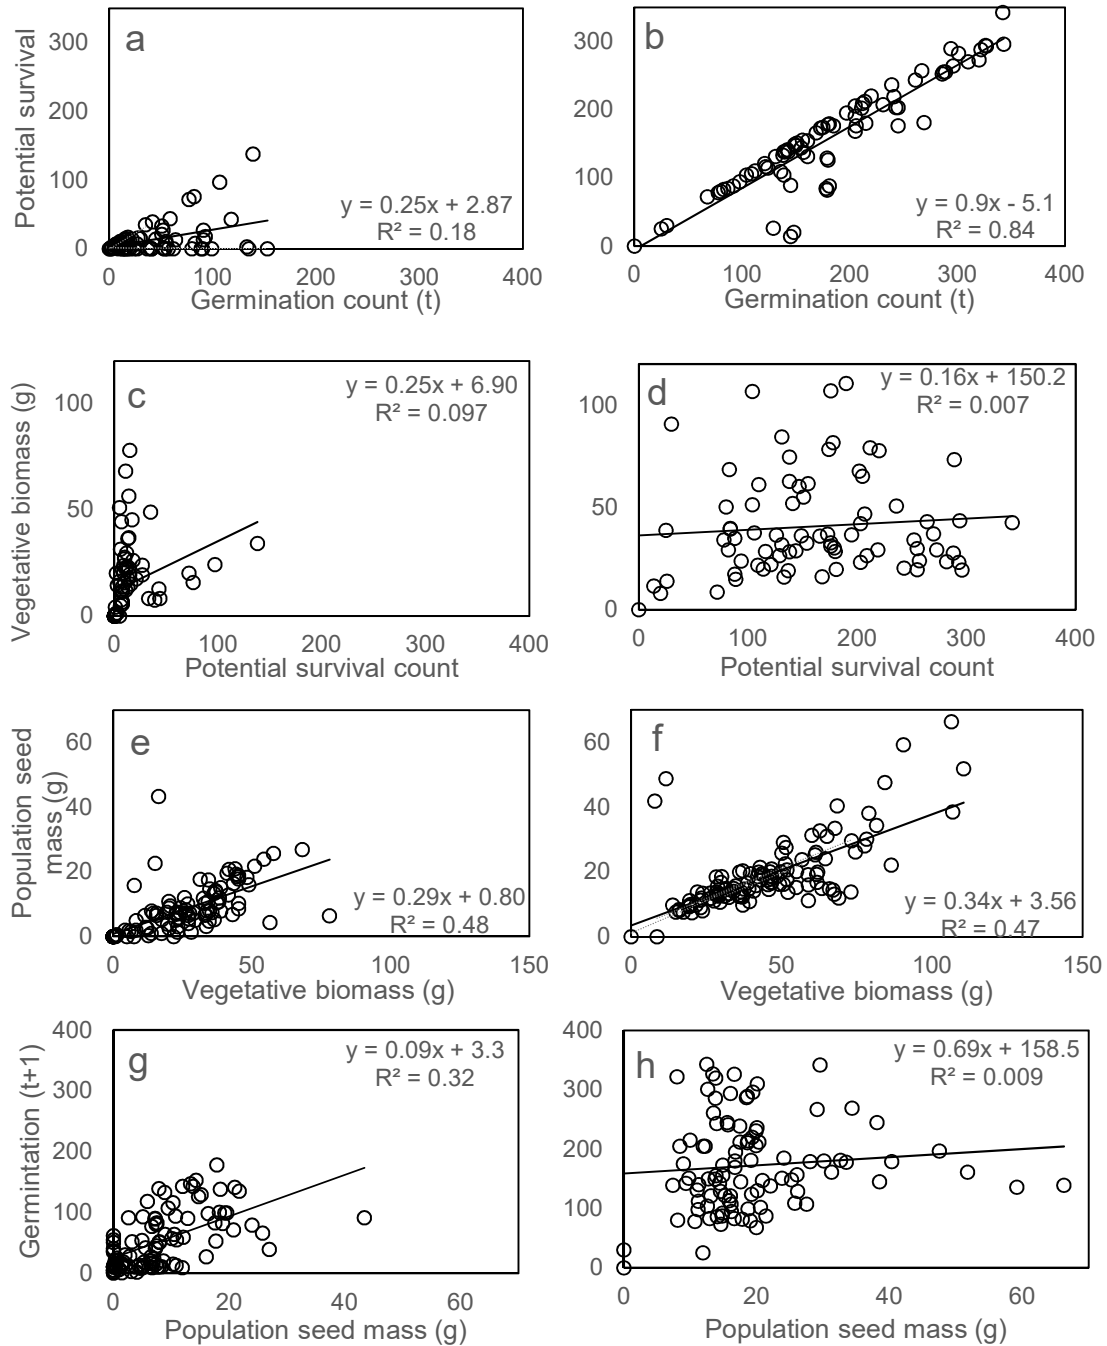 a
Potential survival
300
200
100
0
y = 0.25x + 2.87
R² = 0.18
0 100 200 300 400
Germination count (t)
b
300
200
100
0
y = 0.9x - 5.1
R² = 0.84
0 100 200 300 400
Germination count (t)
c
Vegetative biomass (g)
100
50
0
y = 0.25x + 6.90
R² = 0.097
0 100 200 300 400
Potential survival count
d
100
50
0
y = 0.16x + 150.2
R² = 0.007
0 100 200 300 400
Potential survival count
e
Population seed
mass (g)
60
40
20
0
y = 0.29x + 0.80
R² = 0.48
0 50 100 150
Vegetative biomass (g)
f
60
40
20
0
y = 0.34x + 3.56
R² = 0.47
0 50 100 150
Vegetative biomass (g)
g
Germintation (t+1)
400
300
200
100
0
y = 0.09x + 3.3
R² = 0.32
0 20 40 60
Population seed mass (g)
h
400
300
200
100
0
y = 0.69x + 158.5
R² = 0.009
0 20 40 60
Population seed mass (g)